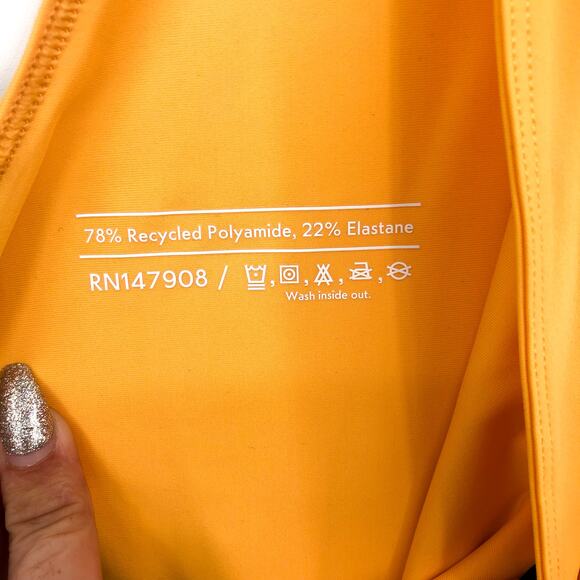 78% Recycled Polyamide, 22% Elastane
RN147908 /
Wash inside out.